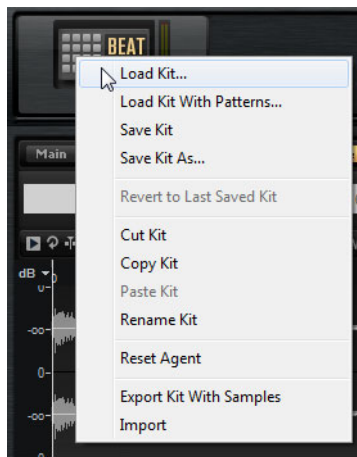 BEAT
Load Kit...
Load Kit With Patterns...
Save Kit
Save Kit As...
Main
Revert to Last Saved Kit
Cut Kit
Copy Kit
dB
Paste Kit
Rename Kit
-∞-
Reset Agent
0-
Export Kit With Samples
-∞-
Import